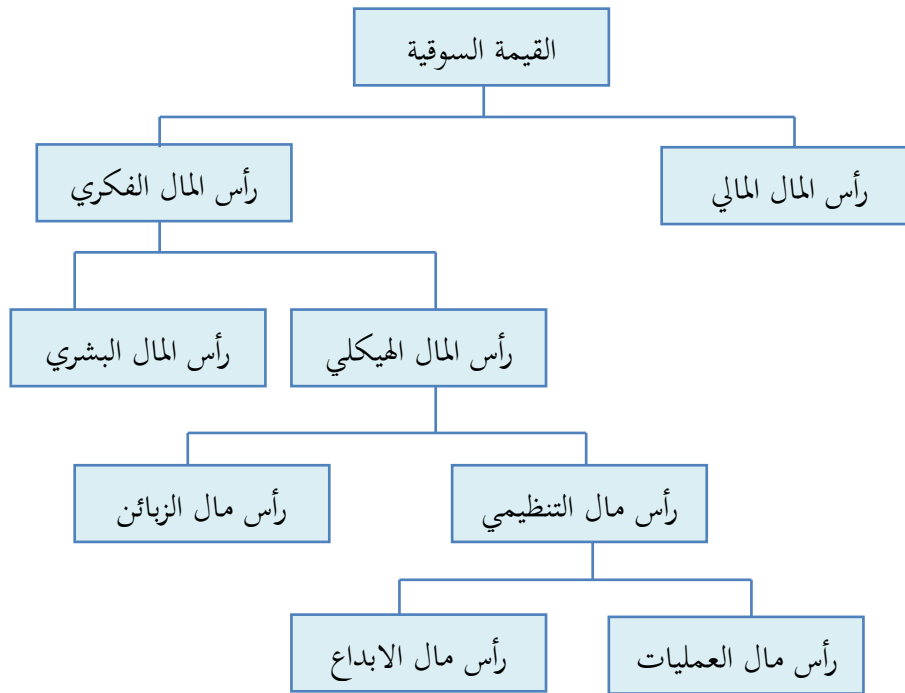 القيمة السوقية
رأس المال المالي
رأس المال الفكري
رأس المال الهيكلي
رأس المال البشري
رأس مال التنظيمي
رأس مال الزبائن
رأس مال العمليات
رأس مال الابداع